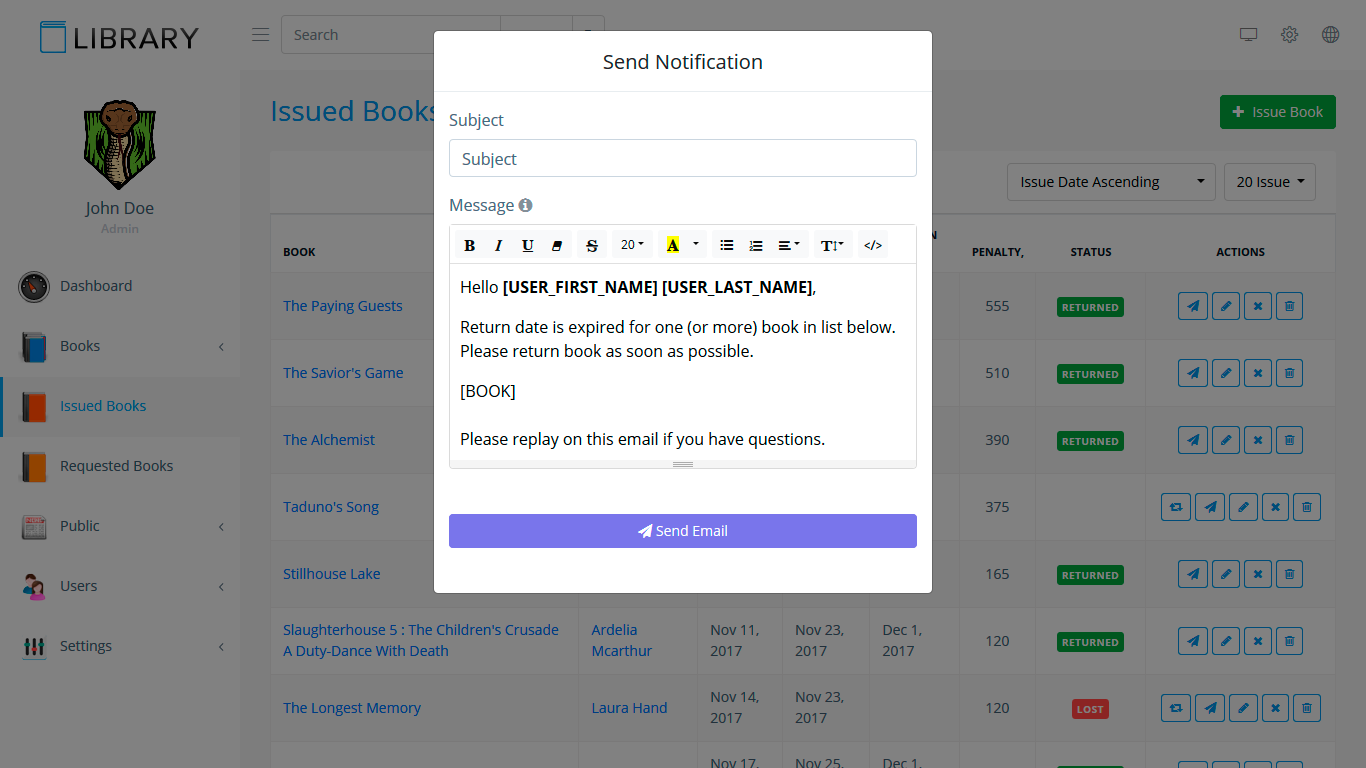 LIBRARY
Search
Send Notification
Issued Books
+ Issue Book
Subject
Subject
Message
John Doe
Admin
Issue Date Ascending
20 Issue
B I U S 20 A T </>
BOOK
PENALTY,
STATUS
ACTIONS
Hello [USER_FIRST_NAME] [USER_LAST_NAME],
Return date is expired for one (or more) book in list below.
Please return book as soon as possible.
[BOOK]
Please replay on this email if you have questions.
Send Email
Dashboard
Books
Issued Books
Requested Books
Public
Users
Settings
The Paying Guests
555
RETURNED
The Savior's Game
510
RETURNED
The Alchemist
390
RETURNED
Taduno's Song
375
Stillhouse Lake
165
RETURNED
Slaughterhouse 5 : The Children's Crusade
A Duty-Dance With Death
Ardelia
Mcarthur
Nov 11,
2017
Nov 23,
2017
Dec 1,
2017
120
RETURNED
The Longest Memory
Laura Hand
Nov 14,
2017
Nov 23,
2017
120
LOST
Nov 17,
Nov 25,
Dec 1,